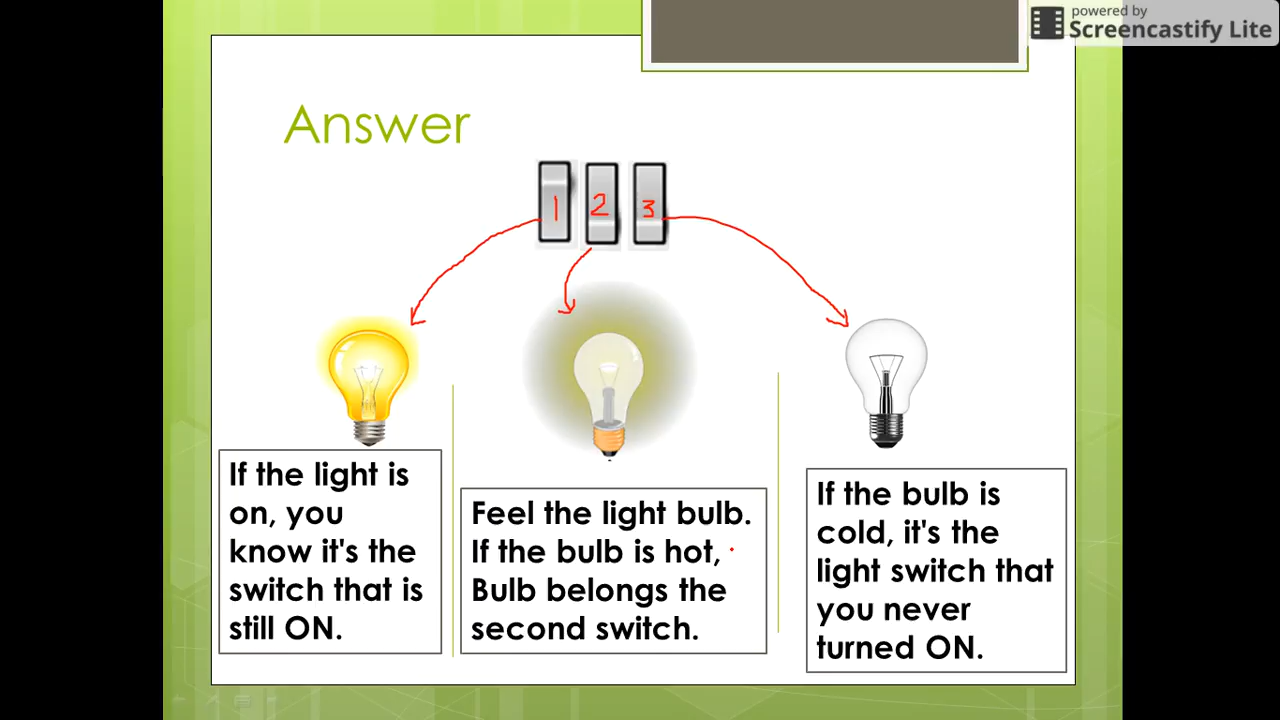 powered by
Screencastify Lite
Answer
1 2 3
If the light is
on, you
know it's the
switch that is
still ON.
Feel the light bulb.
If the bulb is hot,
Bulb belongs the
second switch.
If the bulb is
cold, it's the
light switch that
you never
turned ON.